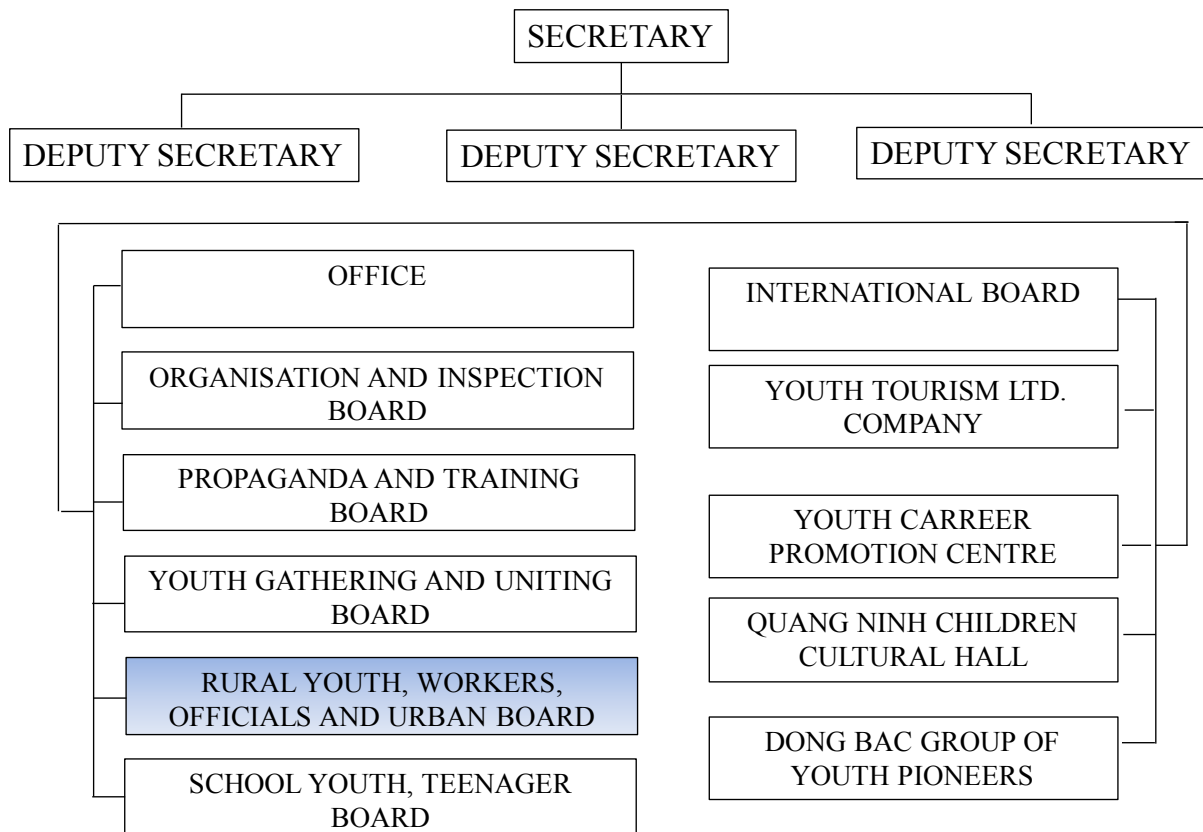 SECRETARY
DEPUTY SECRETARY
DEPUTY SECRETARY
DEPUTY SECRETARY
OFFICE
ORGANISATION AND INSPECTION
BOARD
PROPAGANDA AND TRAINING
BOARD
YOUTH GATHERING AND UNITING
BOARD
RURAL YOUTH, WORKERS,
OFFICIALS AND URBAN BOARD
SCHOOL YOUTH, TEENAGER
BOARD
INTERNATIONAL BOARD
YOUTH TOURISM LTD.
COMPANY
YOUTH CARREER
PROMOTION CENTRE
QUANG NINH CHILDREN
CULTURAL HALL
DONG BAC GROUP OF
YOUTH PIONEERS